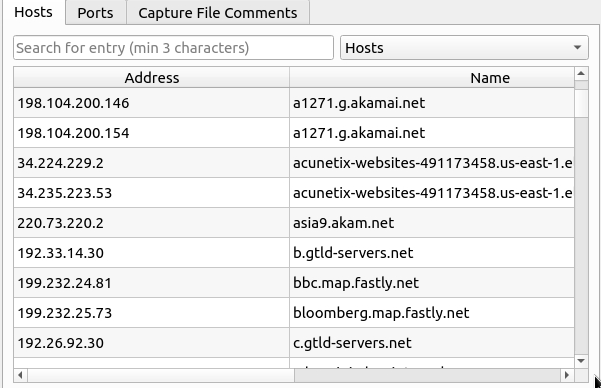 Hosts Ports Capture File Comments
Search for entry (min 3 characters) Hosts
Address Name
198.104.200.146 a1271.g.akamai.net
198.104.200.154 a1271.g.akamai.net
34.224.229.2 acunetix-websites-491173458.us-east-1.e
34.235.223.53 acunetix-websites-491173458.us-east-1.e
220.73.220.2 asia9.akam.net
192.33.14.30 b.gtld-servers.net
199.232.24.81 bbc.map.fastly.net
199.232.25.73 bloomberg.map.fastly.net
192.26.92.30 c.gtld-servers.net